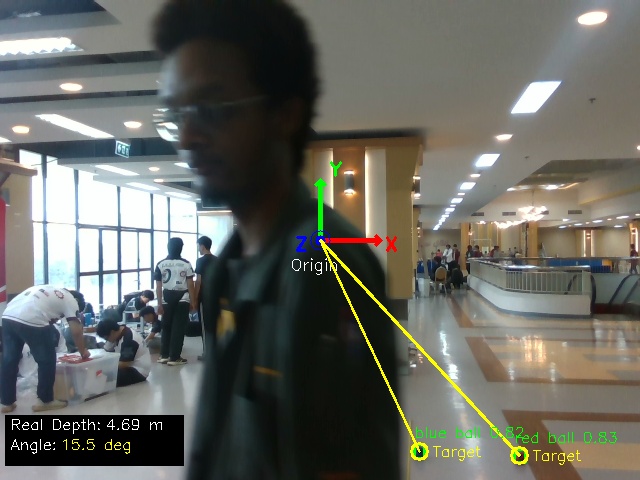 Y
Z X
Origin
blue ball 0.82
red ball 0.83
Target
Target
Real Depth: 4.69 m
Angle: 15.5 deg